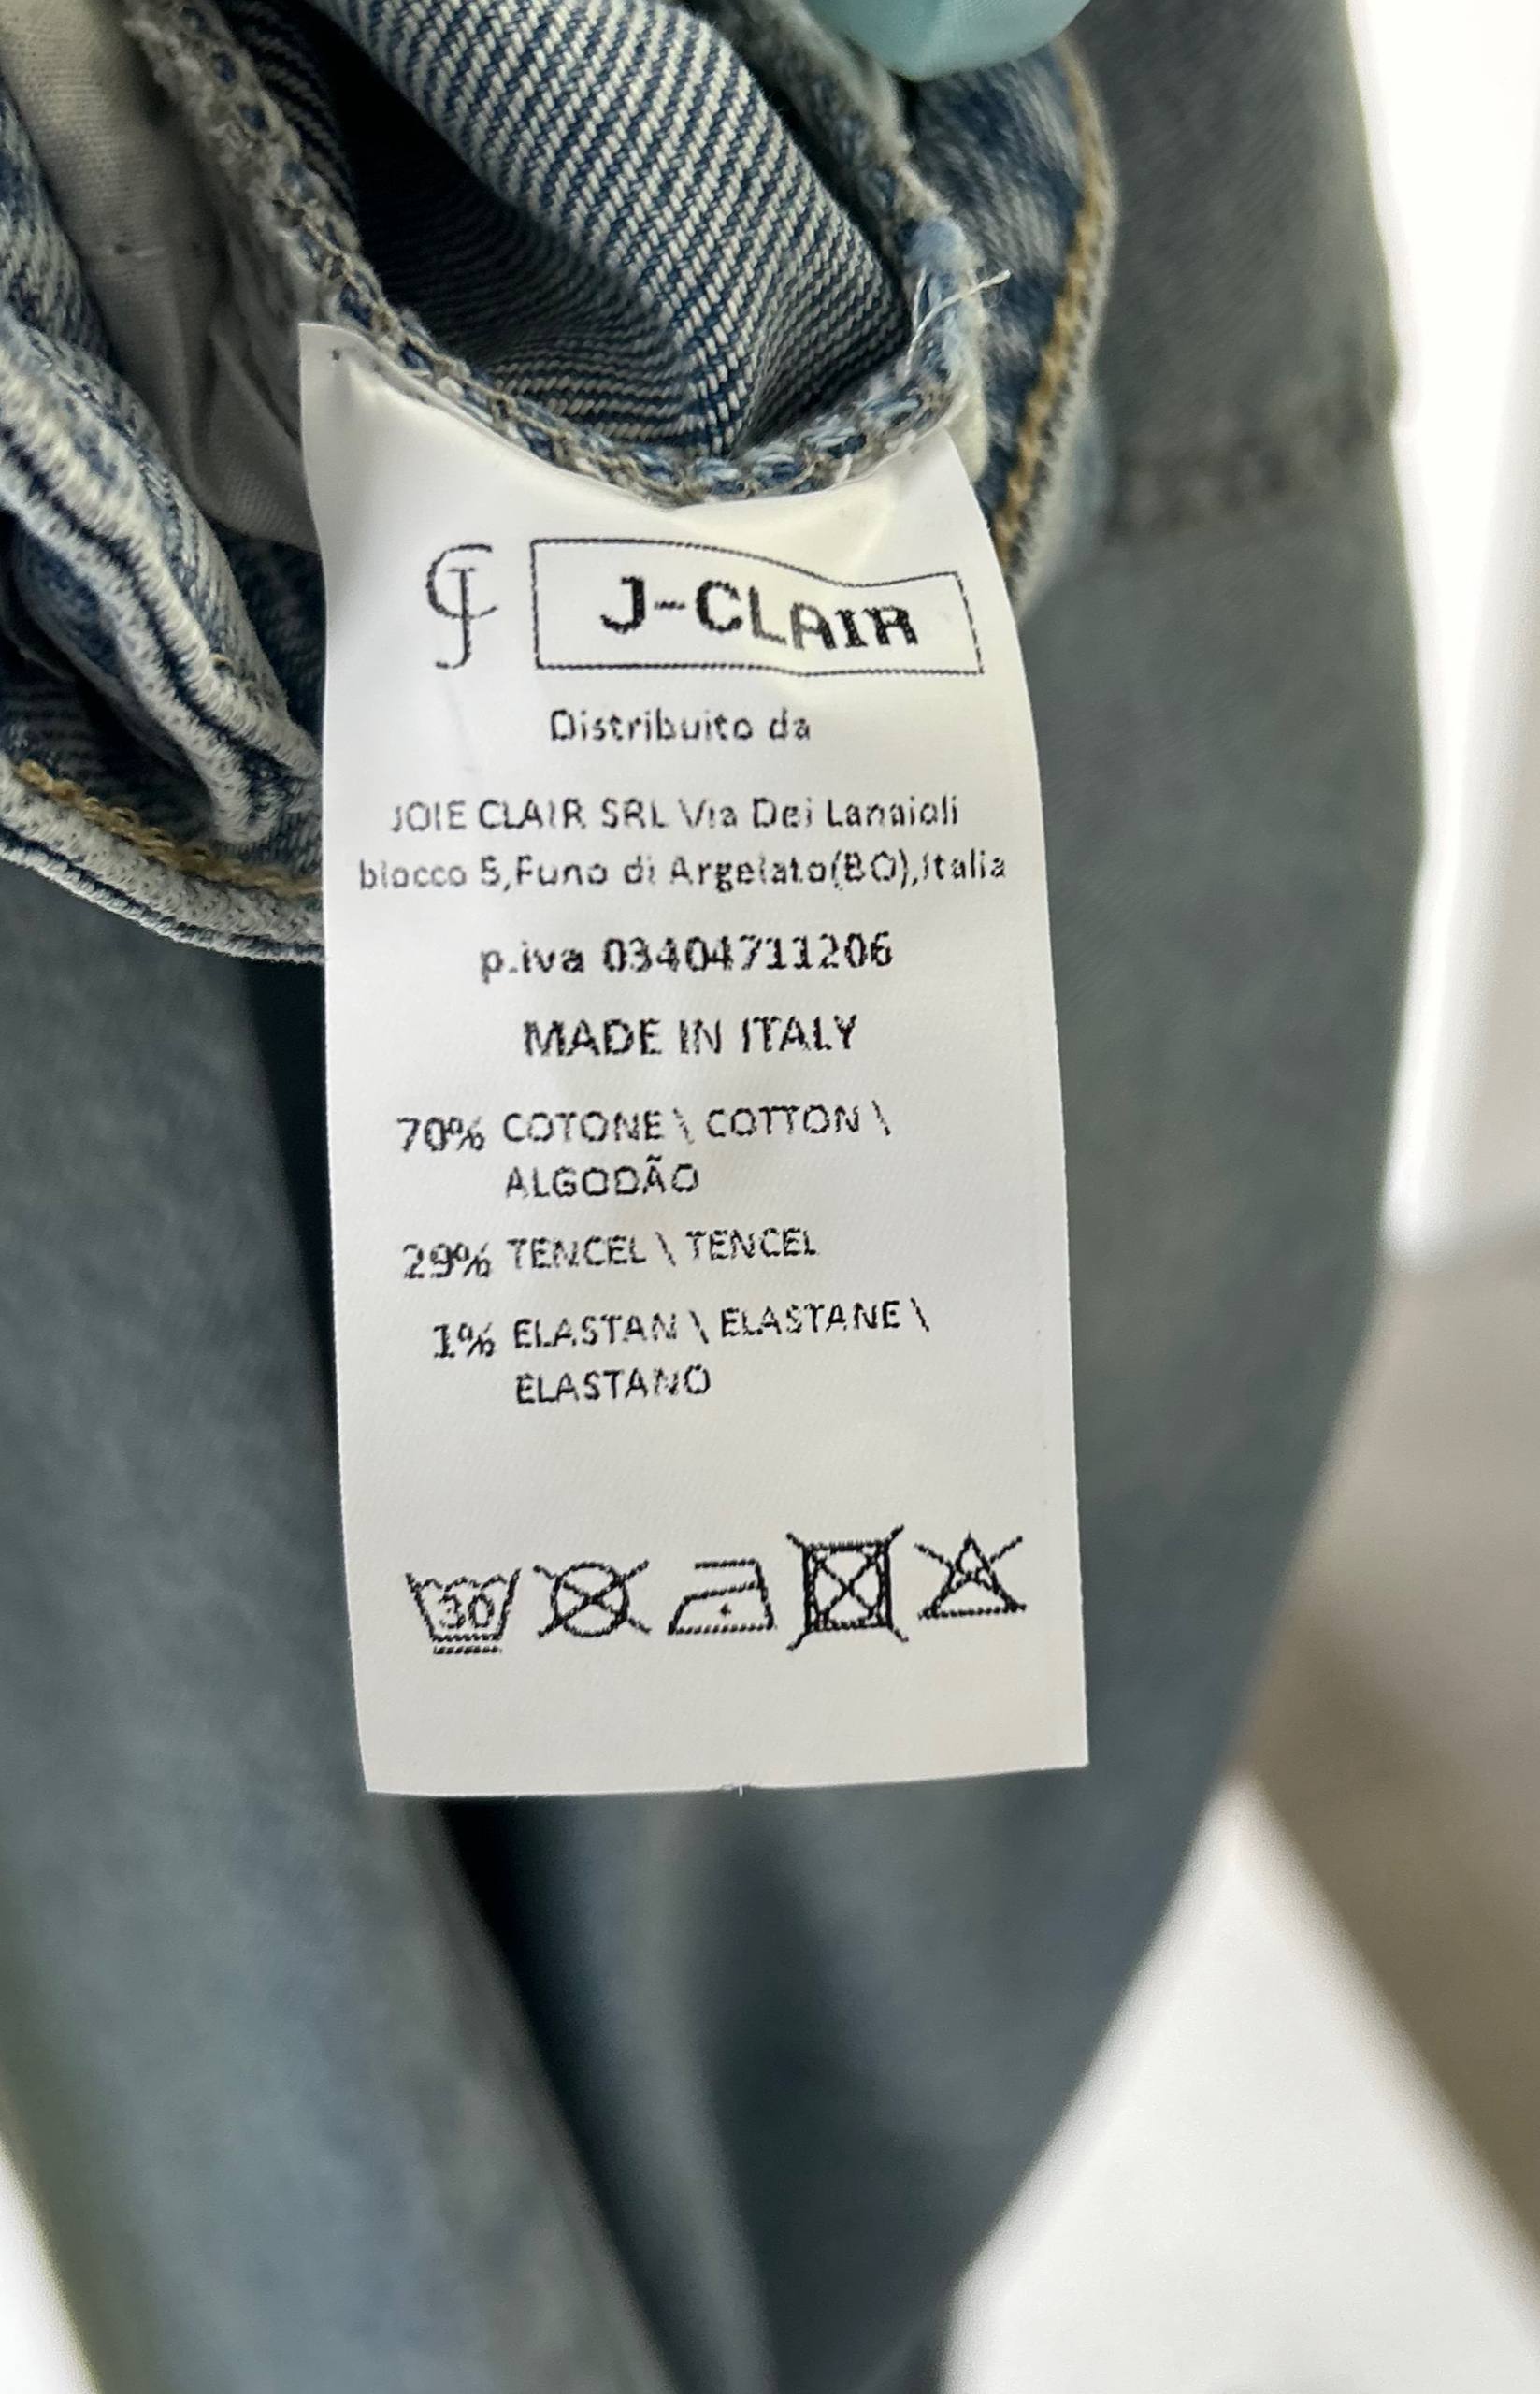 CJ J-CLAIR
Distribuito da
JOIE CLAIR SRL Via Dei Lanaioli
blocco 5,Funo di Argelato(BO),Italia
p.iva 03404711206
MADE IN ITALY
70% COTONE \ COTTON \
ALGODÃO
29% TENCEL \ TENCEL
1% ELASTAN \ ELASTANE \
ELASTANO
30